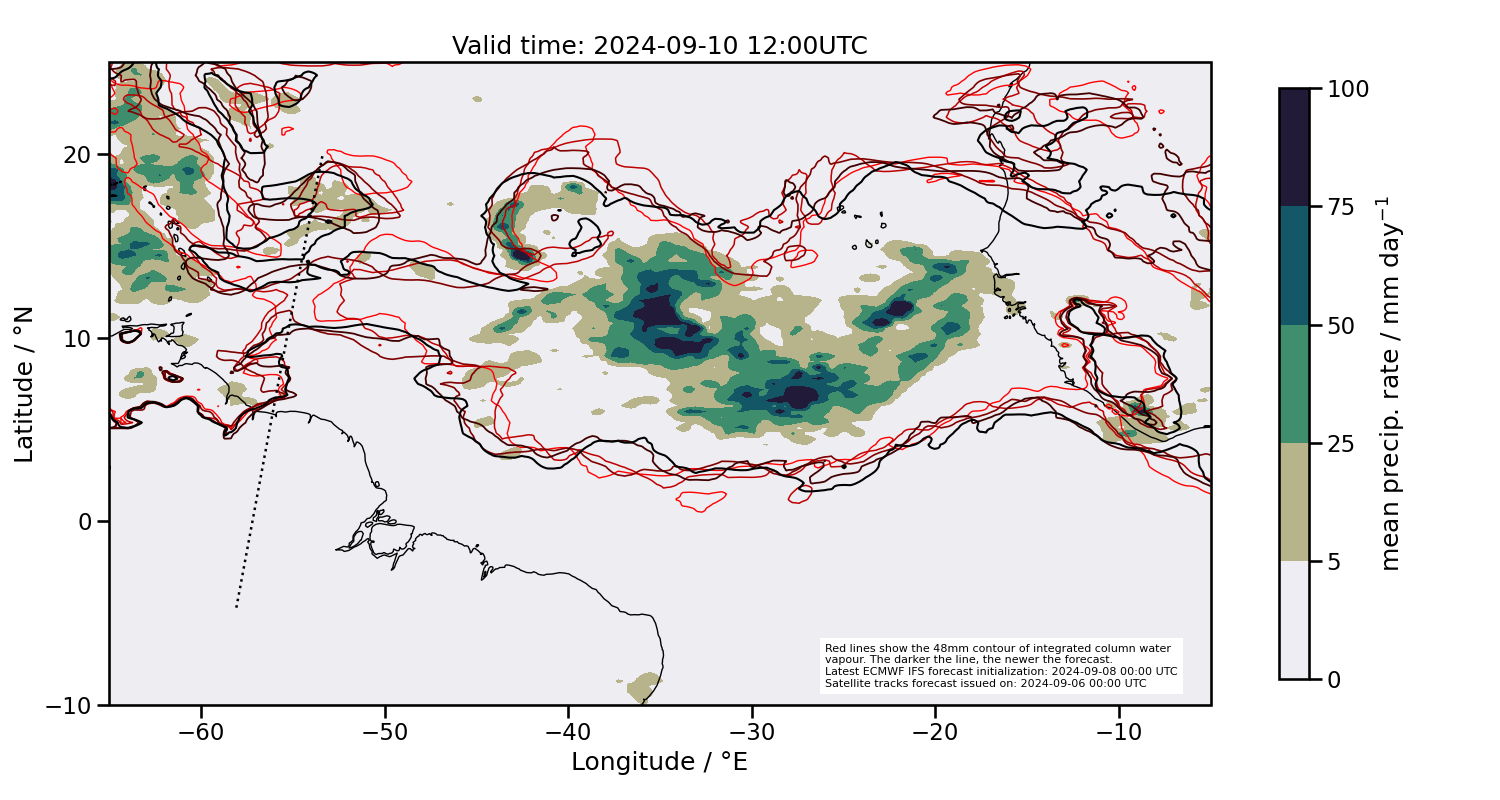 Valid time: 2024-09-10 12:00UTC
20
10
0
−10
Latitude / °N
−60
−50
−40
−30
−20
−10
Longitude / °E
Red lines show the 48mm contour of integrated column water
vapour. The darker the line, the newer the forecast.
Latest ECMWF IFS forecast initialization: 2024-09-08 00:00 UTC
Satellite tracks forecast issued on: 2024-09-06 00:00 UTC
100
75
50
25
5
0
mean precip. rate / mm day⁻¹